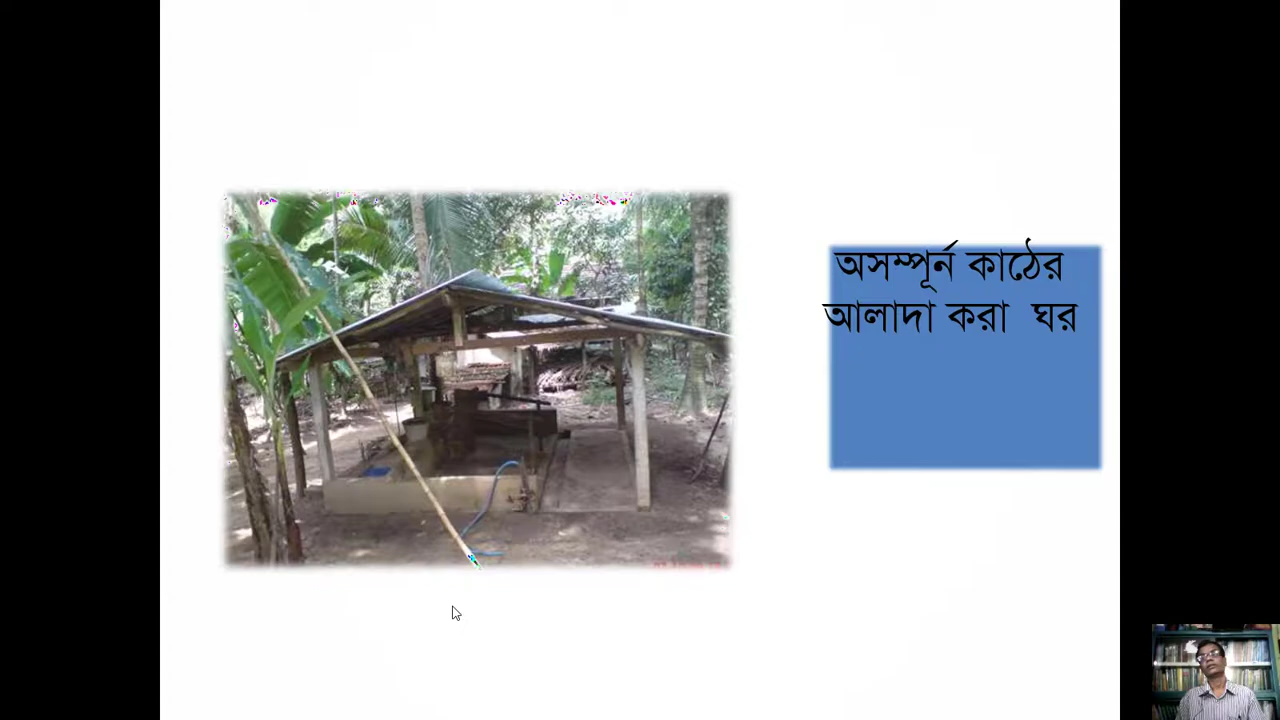 অসম্পূর্ন কাঠের
আলাদা করা ঘর